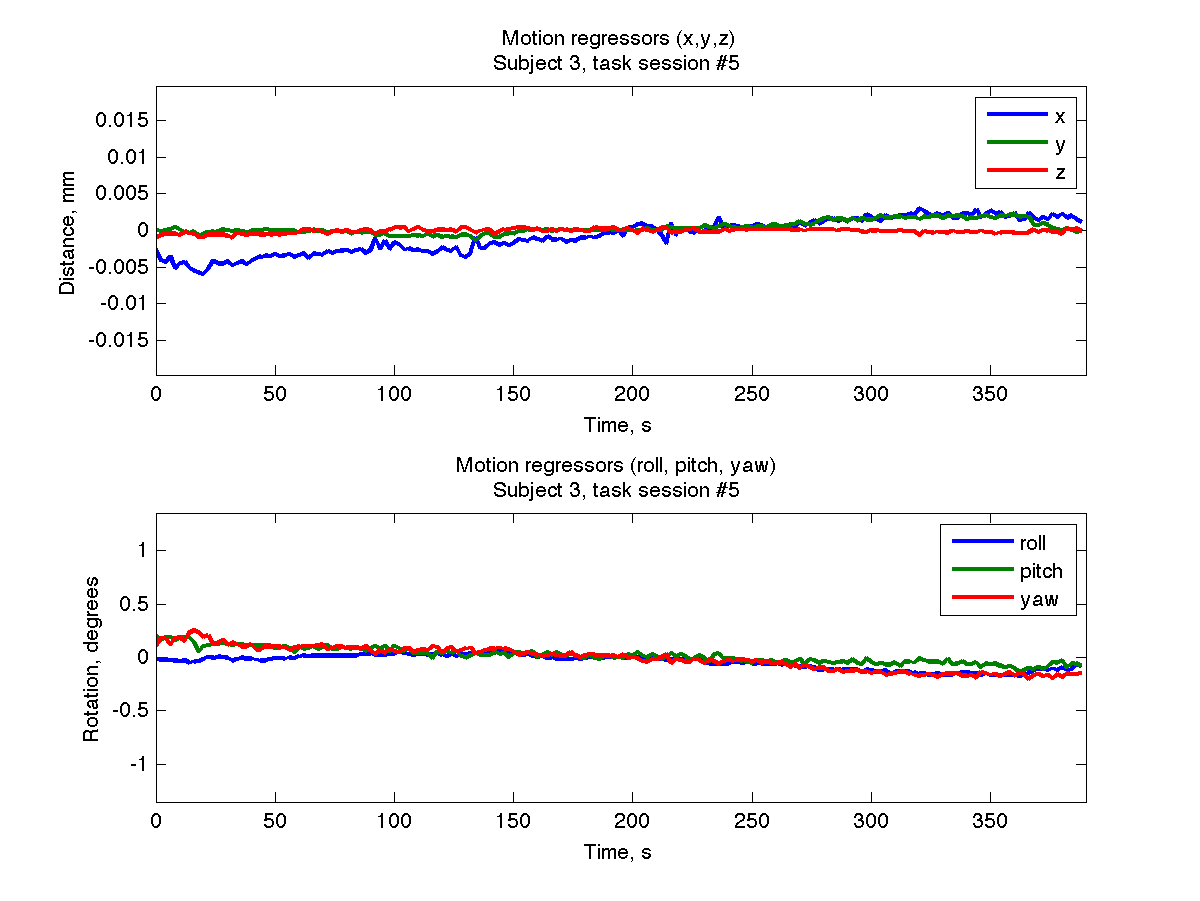 Motion regressors (x,y,z)
Subject 3, task session #5
0.015
0.01
0.005
0
-0.005
-0.01
-0.015
Distance, mm
x
y
z
0 50 100 150 200 250 300 350
Time, s
Motion regressors (roll, pitch, yaw)
Subject 3, task session #5
1
0.5
0
-0.5
-1
Rotation, degrees
roll
pitch
yaw
0 50 100 150 200 250 300 350
Time, s